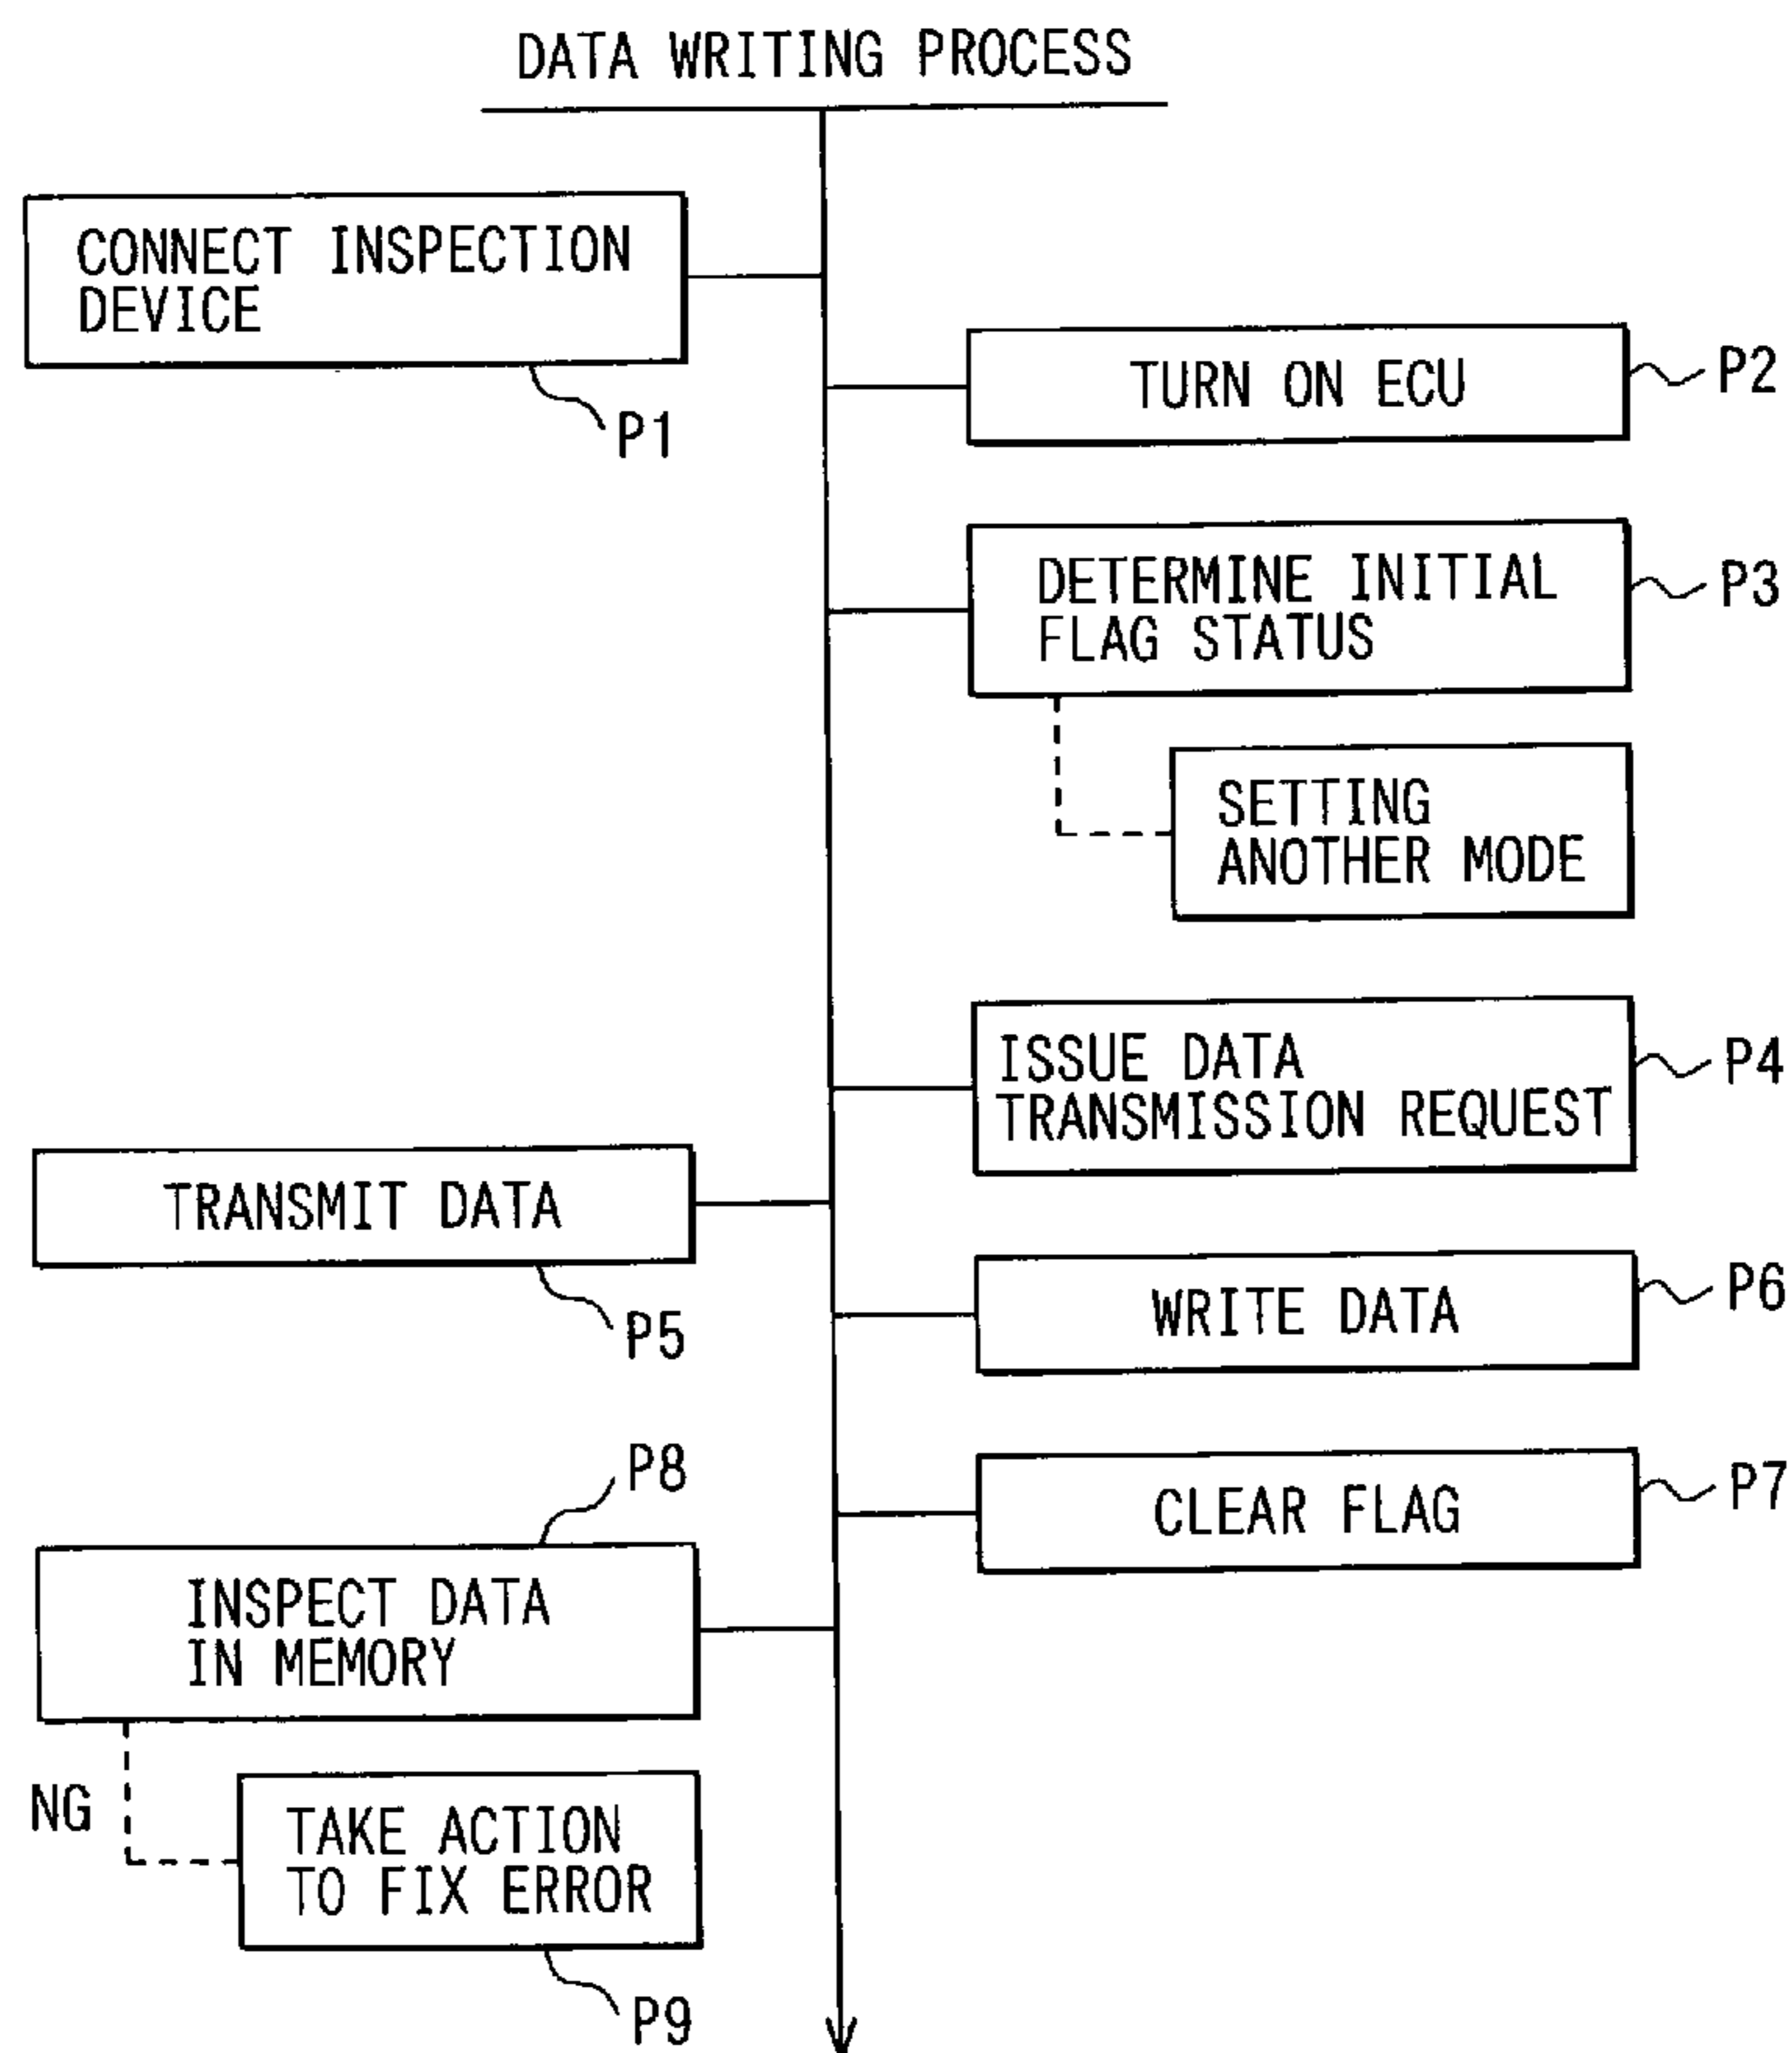 DATA WRITING PROCESS
CONNECT INSPECTION
DEVICE
P1
TURN ON ECU
P2
DETERMINE INITIAL
FLAG STATUS
P3
SETTING
ANOTHER MODE
ISSUE DATA
TRANSMISSION REQUEST
P4
TRANSMIT DATA
P5
WRITE DATA
P6
CLEAR FLAG
P7
P8
INSPECT DATA
IN MEMORY
NG
TAKE ACTION
TO FIX ERROR
P9